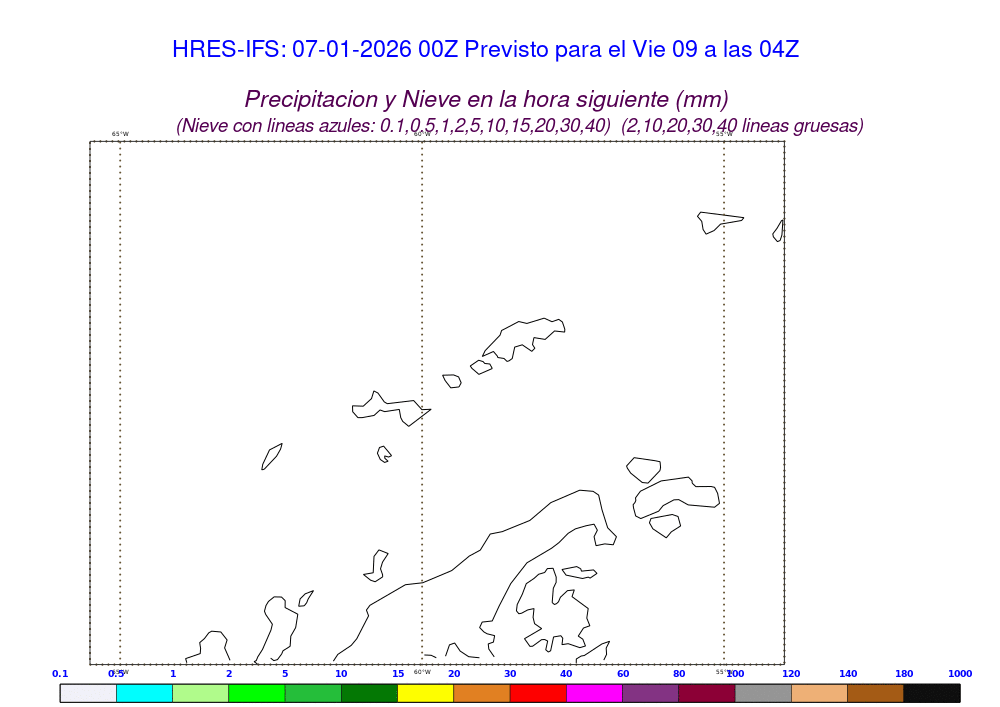 HRES-IFS: 07-01-2026 00Z Previsto para el Vie 09 a las 04Z
Precipitacion y Nieve en la hora siguiente (mm)
(Nieve con lineas azules: 0.1,0.5,1,2,5,10,15,20,30,40)  (2,10,20,30,40 lineas gruesas)
65°W 60°W 55°W
65°W 60°W 55°W
0.1 0.5 1 2 5 10 15 20 30 40 60 80 100 120 140 180 1000